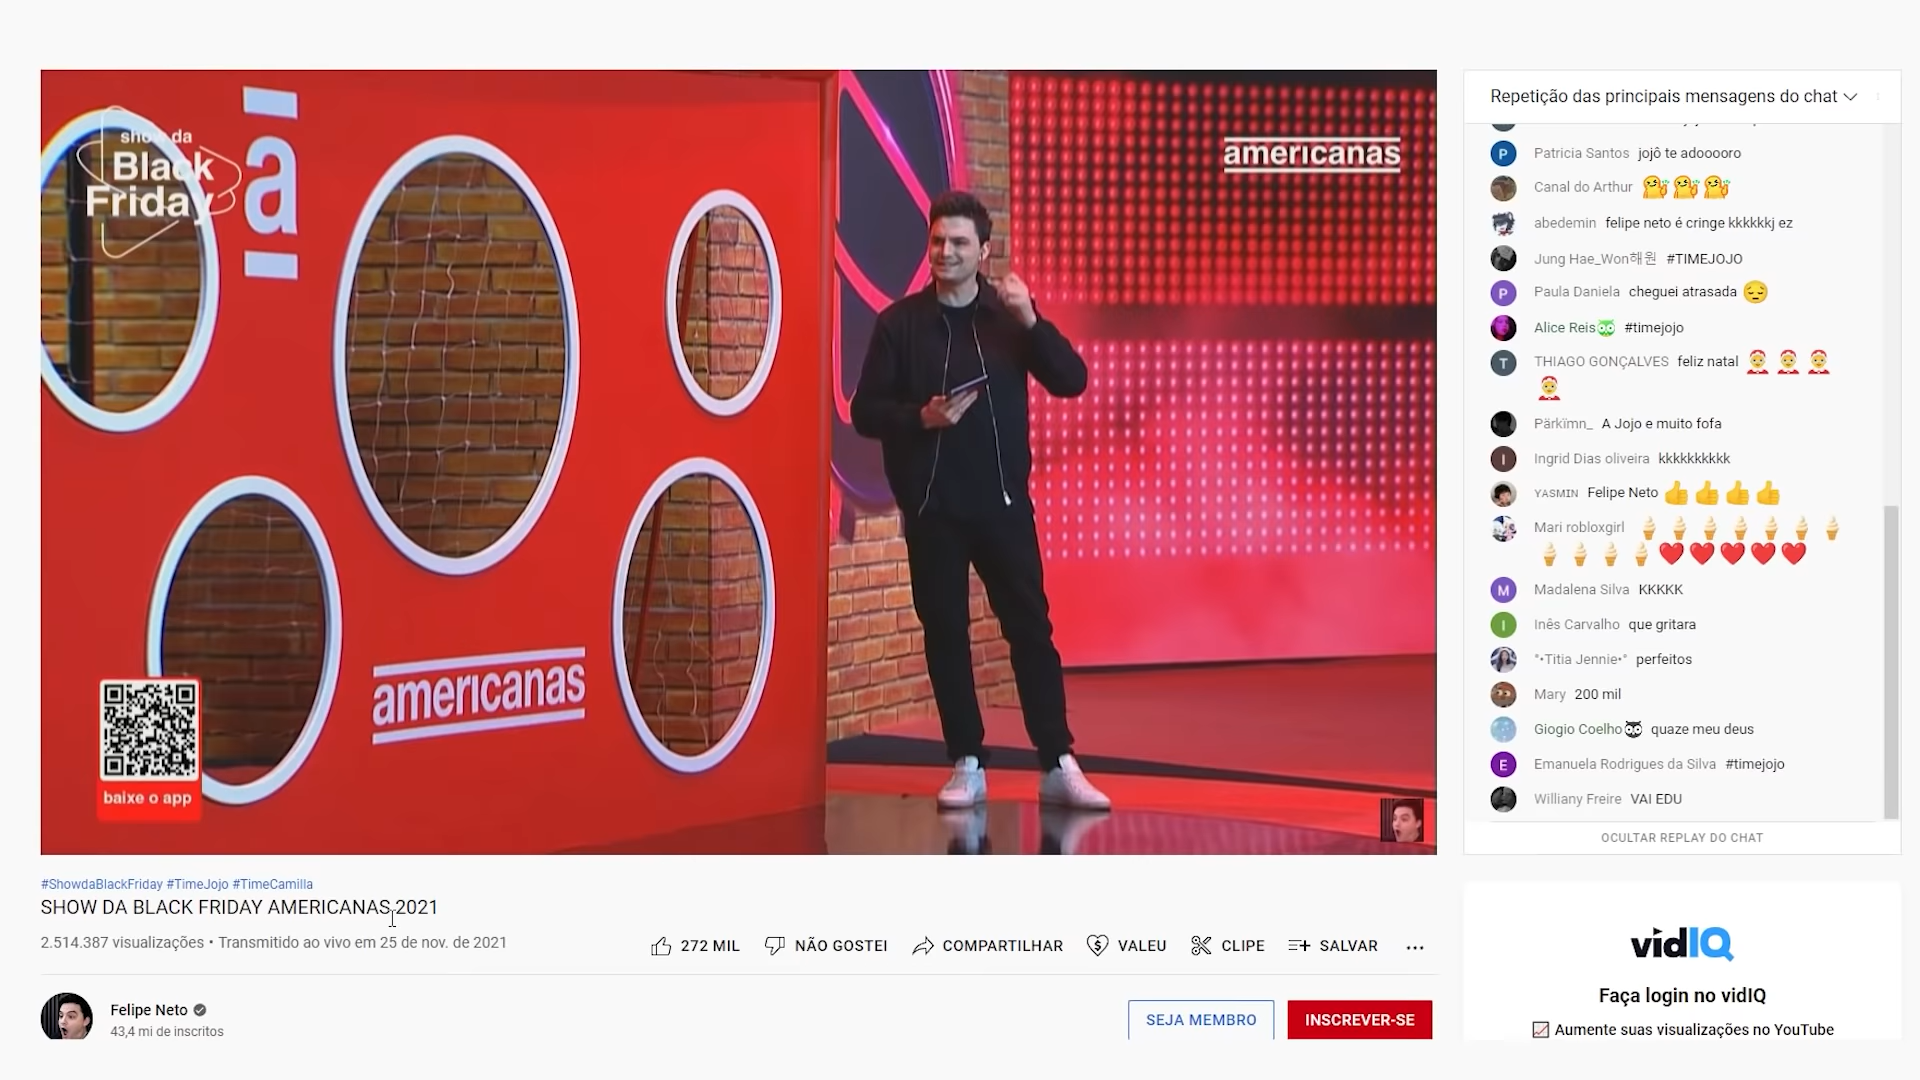 show da
Black
Friday
a
americanas
americanas
baixe o app
#ShowdaBlackFriday #TimeJojo #TimeCamilla
SHOW DA BLACK FRIDAY AMERICANAS 2021
2.514.387 visualizações • Transmitido ao vivo em 25 de nov. de 2021
272 MIL
NÃO GOSTEI
COMPARTILHAR
VALEU
CLIPE
SALVAR
Felipe Neto
43,4 mi de inscritos
SEJA MEMBRO
INSCREVER-SE
Repetição das principais mensagens do chat
P Patricia Santos jojô te adooooro
Canal do Arthur
abedemin felipe neto é cringe kkkkkkj ez
Jung Hae_Won해원 #TIMEJOJO
P Paula Daniela cheguei atrasada 😔
Alice Reis #timejojo
T THIAGO GONÇALVES feliz natal 🤶 🤶 🤶
🤶
Pärkïmn_ A Jojo e muito fofa
I Ingrid Dias oliveira kkkkkkkkkk
YASMIN Felipe Neto 👍 👍 👍 👍
Mari robloxgirl 🍦 🍦 🍦 🍦 🍦 🍦 🍦
🍦 🍦 🍦 🍦 ❤️ ❤️ ❤️ ❤️ ❤️
M Madalena Silva KKKKK
I Inês Carvalho que gritara
"•Titia Jennie•" perfeitos
Mary 200 mil
Giogio Coelho quaze meu deus
E Emanuela Rodrigues da Silva #timejojo
Williany Freire VAI EDU
OCULTAR REPLAY DO CHAT
vidIQ
Faça login no vidIQ
Aumente suas visualizações no YouTube